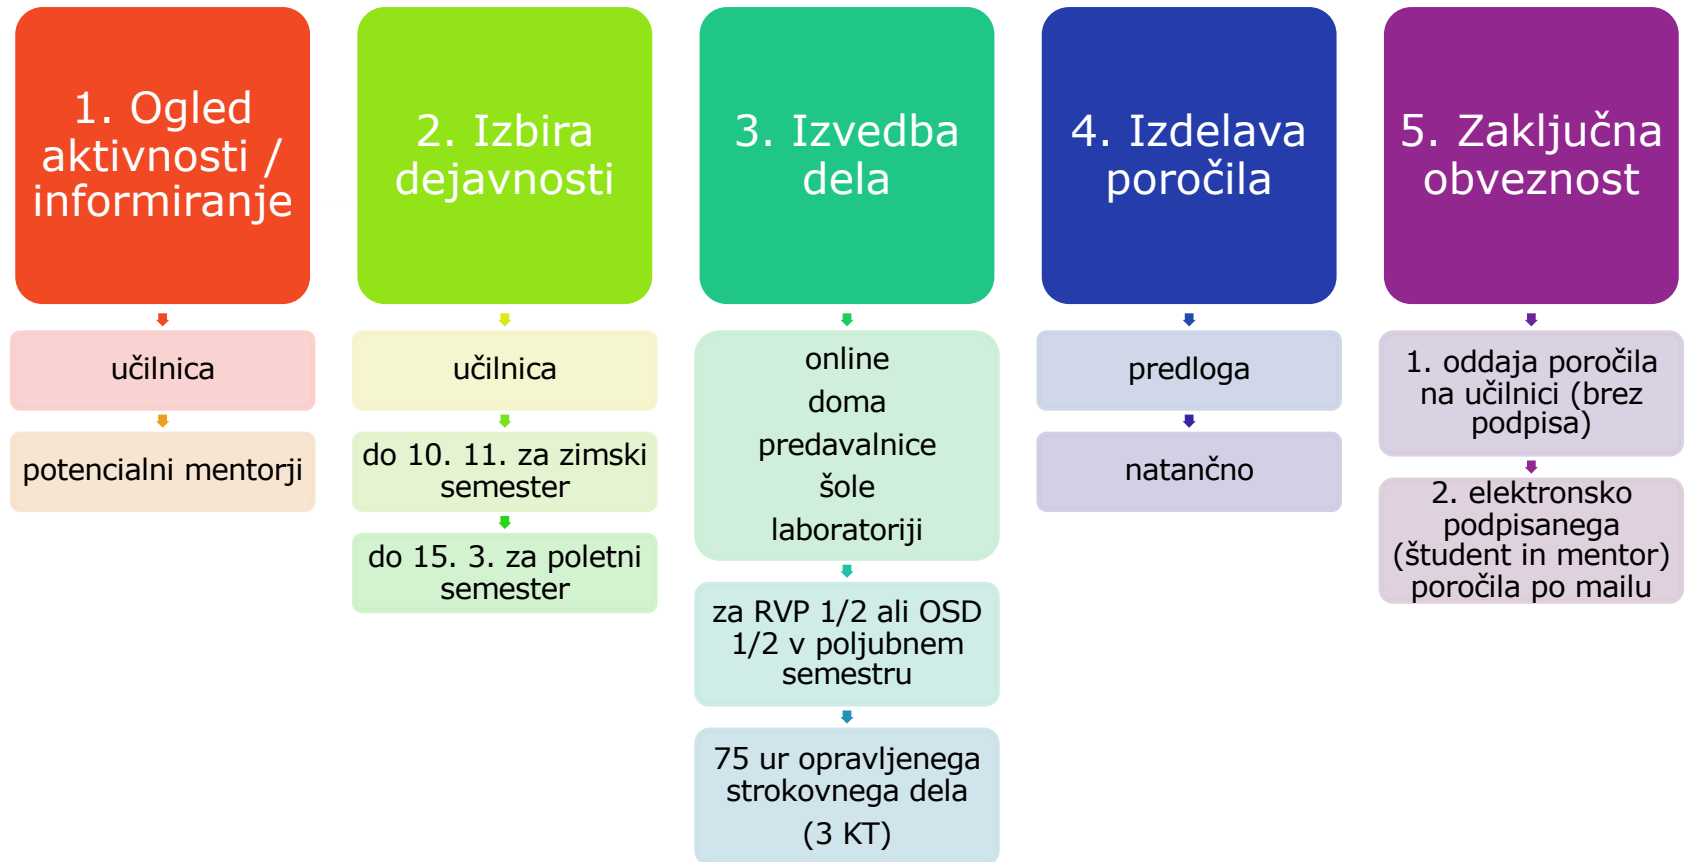 1. Ogled
aktivnosti /
informiranje
učilnica
potencialni mentorji
2. Izbira
dejavnosti
učilnica
do 10. 11. za zimski
semester
do 15. 3. za poletni
semester
3. Izvedba
dela
online
doma
predavalnice
šole
laboratoriji
za RVP 1/2 ali OSD
1/2 v poljubnem
semestru
75 ur opravljenega
strokovnega dela
(3 KT)
4. Izdelava
poročila
predloga
natančno
5. Zaključna
obveznost
1. oddaja poročila
na učilnici (brez
podpisa)
2. elektronsko
podpisanega
(študent in mentor)
poročila po mailu